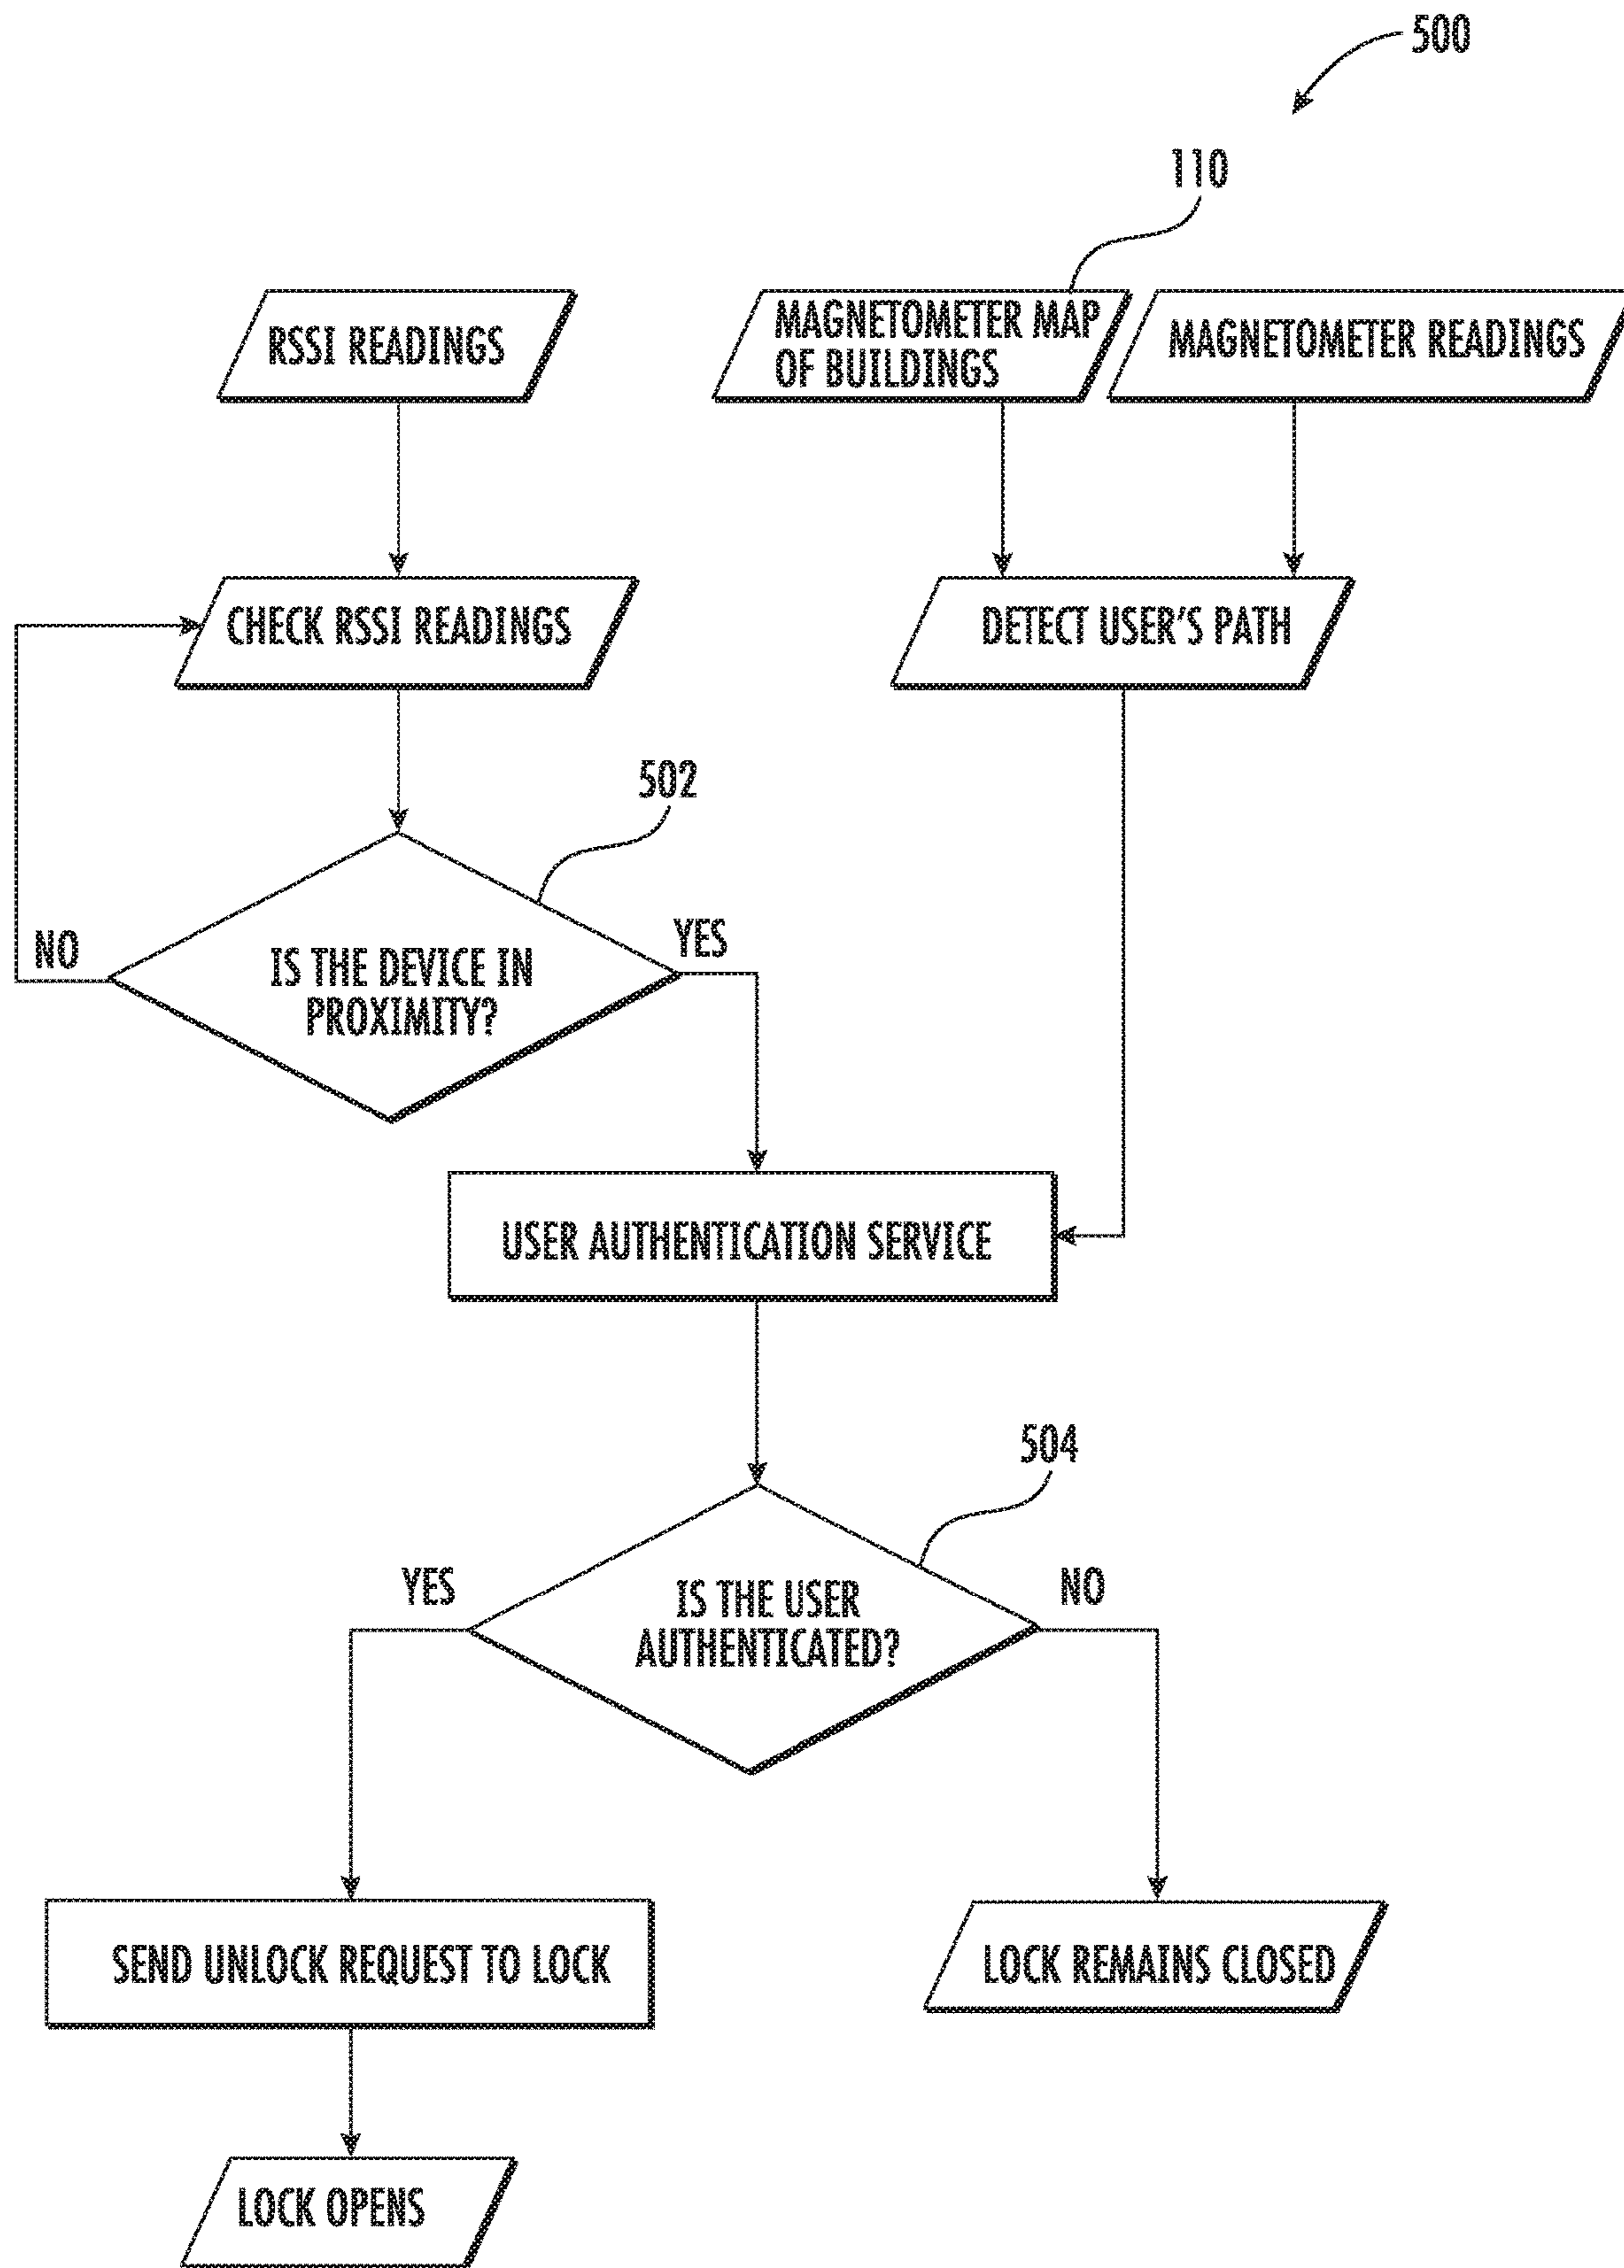 500
110
RSSI READINGS
MAGNETOMETER MAP
OF BUILDINGS
MAGNETOMETER READINGS
CHECK RSSI READINGS
DETECT USER'S PATH
502
NO
YES
IS THE DEVICE IN
PROXIMITY?
USER AUTHENTICATION SERVICE
504
YES
NO
IS THE USER
AUTHENTICATED?
SEND UNLOCK REQUEST TO LOCK
LOCK REMAINS CLOSED
LOCK OPENS